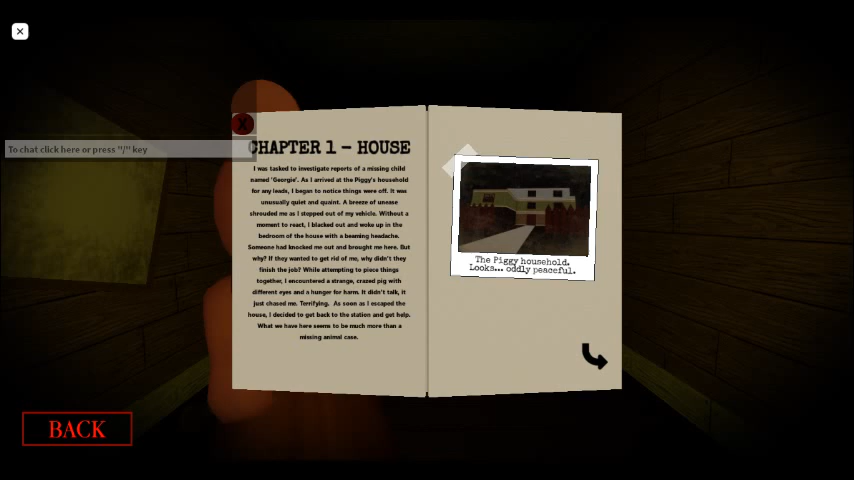 To chat click here or press "/" key
X
CHAPTER 1 - HOUSE
I was tasked to investigate reports of a missing child
named 'Georgie'. As I arrived at the Piggy's household
for any leads, I began to notice things were off. It was
unusually quiet and quaint. A breeze of unease
shrouded me as I stepped out of my vehicle. Without a
moment to react, I blacked out and woke up in the
bedroom of the house with a beaming headache.
Someone had knocked me out and brought me here. But
why? If they wanted to get rid of me, why didn't they
finish the job? While attempting to piece things
together, I encountered a strange, crazed pig with
different eyes and a hunger for harm. It didn't talk, it
just chased me. Terrifying. As soon as I escaped the
house, I decided to get back to the station and get help.
What we have here seems to be much more than a
missing animal case.
The Piggy household.
Looks... oddly peaceful.
BACK